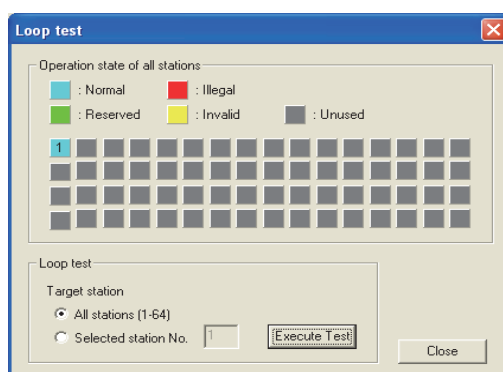 Loop test
Operation state of all stations
: Normal : Illegal
: Reserved : Invalid : Unused
1
Loop test
Target station
All stations (1-64)
Selected station No. 1 Execute Test
Close